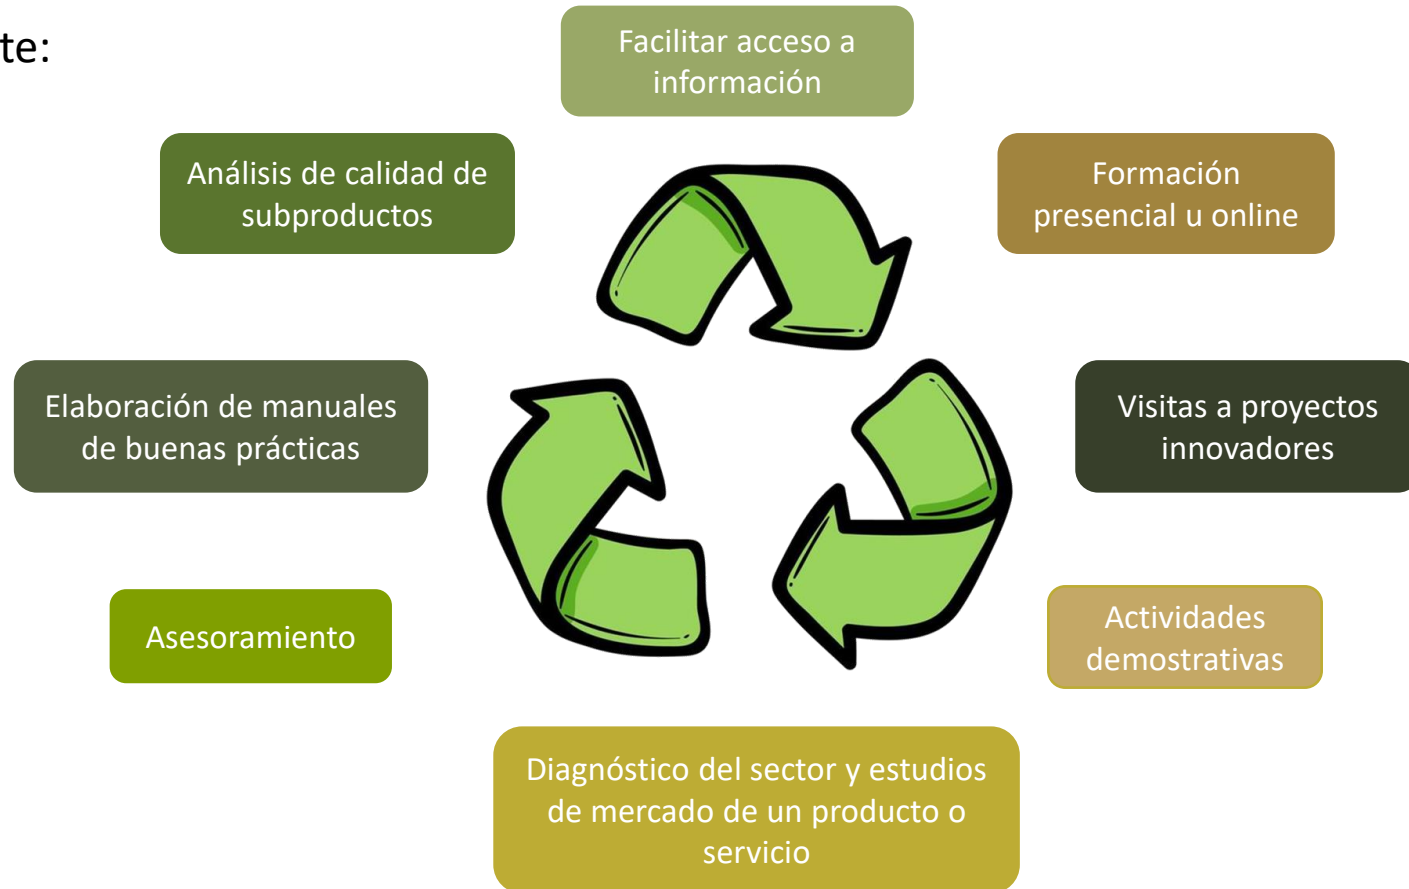 te:
Facilitar acceso a
información
Análisis de calidad de
subproductos
Formación
presencial u online
Elaboración de manuales
de buenas prácticas
Visitas a proyectos
innovadores
Asesoramiento
Actividades
demostrativas
Diagnóstico del sector y estudios
de mercado de un producto o
servicio